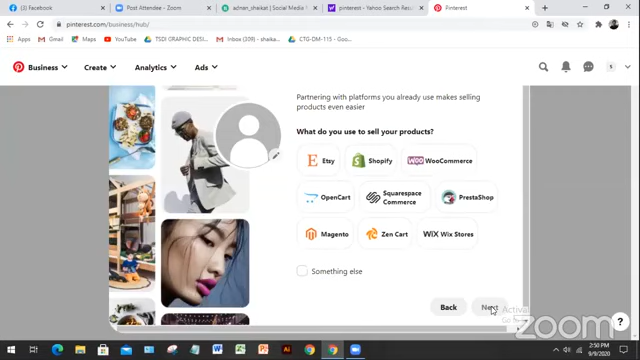 Facebook
Post Attendee - Zoom
adnan_shaikat | Social Media
pinterest - Yahoo Search Resu
Pinterest
pinterest.com/business/hub/
Apps
Gmail
Maps
YouTube
TSDI GRAPHIC DESI...
Inbox (309) - shaika...
CTG-DM-115 - Goo...
Business
Create
Analytics
Ads
S
Partnering with platforms you already use makes selling
products even easier
What do you use to sell your products?
Etsy
Shopify
WOO WooCommerce
OpenCart
Squarespace
Commerce
PrestaShop
Magento
Zen Cart
WiX Wix Stores
Something else
Back
Next
?
zoom
2:50 PM
9/9/2020